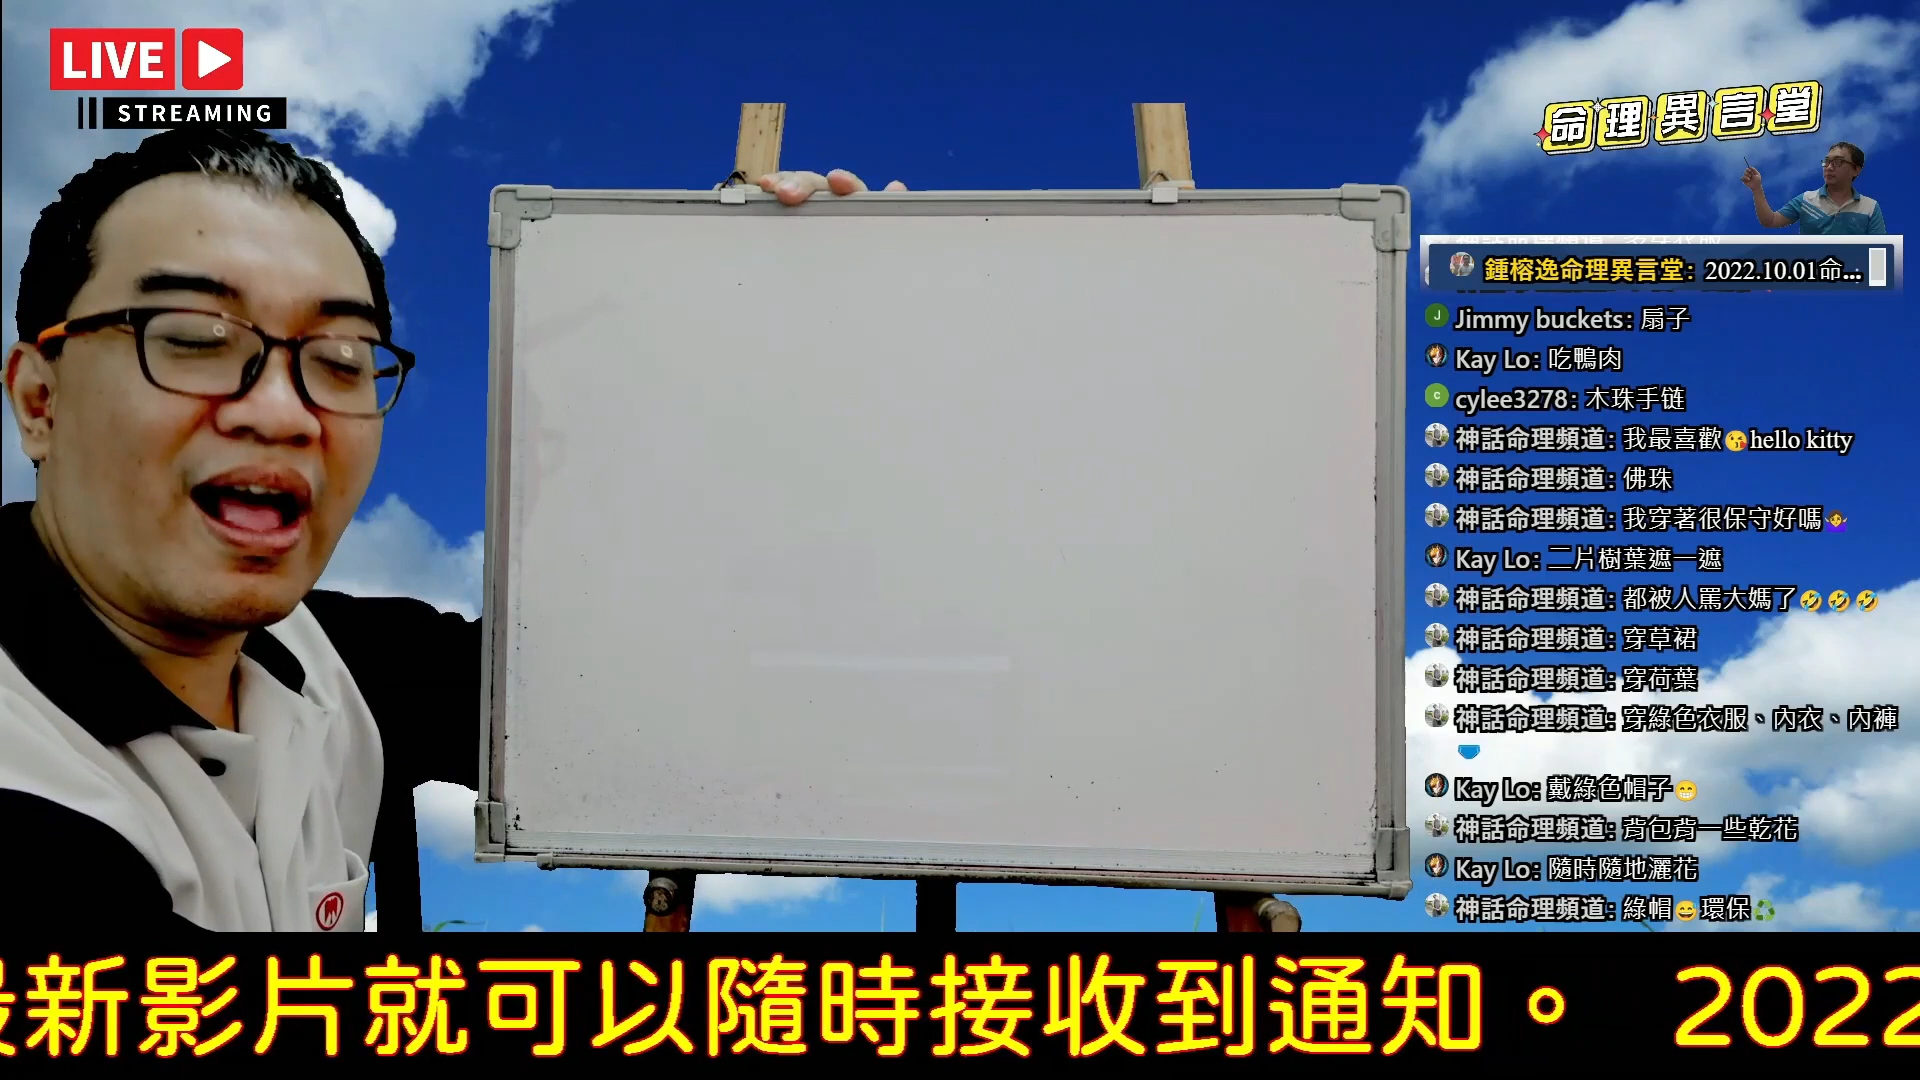 LIVE
STREAMING
命理異言堂
鍾榕逸命理異言堂: 2022.10.01命...
Jimmy buckets: 扇子
Kay Lo: 吃鴨肉
cylee3278: 木珠手链
神話命理頻道: 我最喜歡😘hello kitty
神話命理頻道: 佛珠
神話命理頻道: 我穿著很保守好嗎🤷‍♀️
Kay Lo: 二片樹葉遮一遮
神話命理頻道: 都被人罵大媽了🤣🤣🤣
神話命理頻道: 穿草裙
神話命理頻道: 穿荷葉
神話命理頻道: 穿綠色衣服、內衣、內褲
🩲
Kay Lo: 戴綠色帽子😁
神話命理頻道: 背包背一些乾花
Kay Lo: 隨時隨地灑花
神話命理頻道: 綠帽😅環保♻️
最新影片就可以隨時接收到通知。 2022